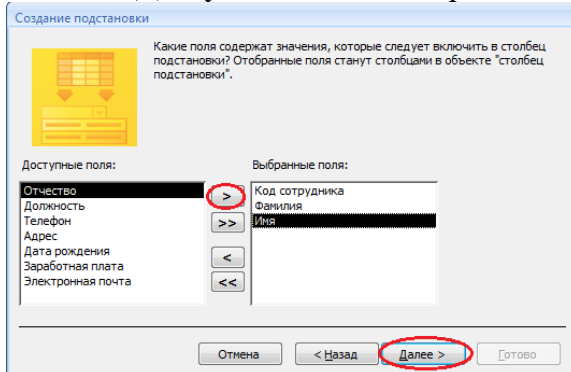 Создание подстановки
Какие поля содержат значения, которые следует включить в столбец
подстановки? Отобранные поля станут столбцами в объекте "столбец
подстановки".
Доступные поля:
Выбранные поля:
Отчество
Должность
Телефон
Адрес
Дата рождения
Заработная плата
Электронная почта
>
>>
<
<<
Код сотрудника
Фамилия
Имя
Отмена
< Назад
Далее >
Готово